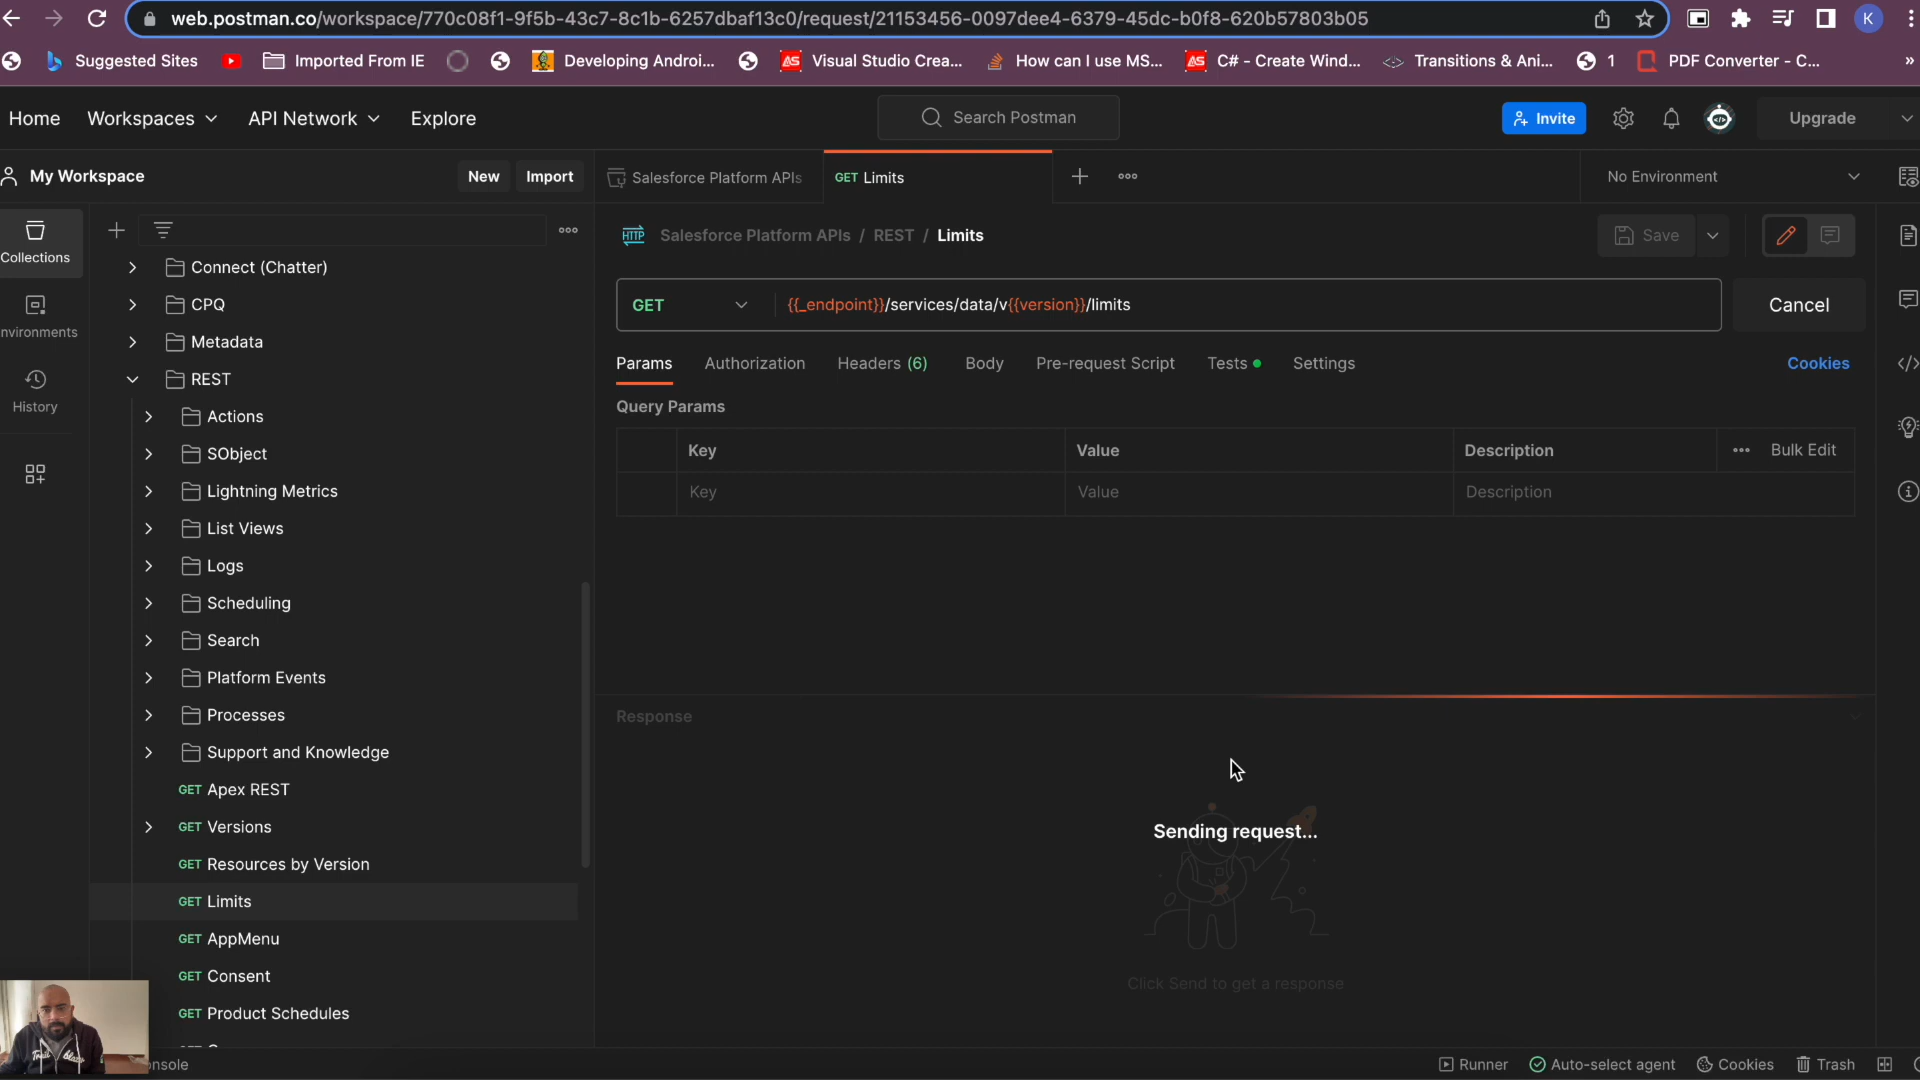 web.postman.co/workspace/770c08f1-9f5b-43c7-8c1b-6257dbaf13c0/request/21153456-0097dee4-6379-45dc-b0f8-620b57803b05
K
Suggested Sites
Imported From IE
Developing Androi...
Visual Studio Crea...
How can I use MS...
C# - Create Wind...
Transitions & Ani...
1
PDF Converter - C...
»
Home
Workspaces
API Network
Explore
Search Postman
Invite
Upgrade
My Workspace
New
Import
Salesforce Platform APIs
GET Limits
No Environment
Collections
nvironments
History
Connect (Chatter)
CPQ
Metadata
REST
Actions
SObject
Lightning Metrics
List Views
Logs
Scheduling
Search
Platform Events
Processes
Support and Knowledge
GET Apex REST
GET Versions
GET Resources by Version
GET Limits
GET AppMenu
GET Consent
GET Product Schedules
HTTP
Salesforce Platform APIs / REST / Limits
Save
GET
{{_endpoint}}/services/data/v{{version}}/limits
Cancel
Params
Authorization
Headers (6)
Body
Pre-request Script
Tests
Settings
Cookies
Query Params
Key
Value
Description
Bulk Edit
Key
Value
Description
Response
Sending request...
Click Send to get a response
onsole
Runner
Auto-select agent
Cookies
Trash